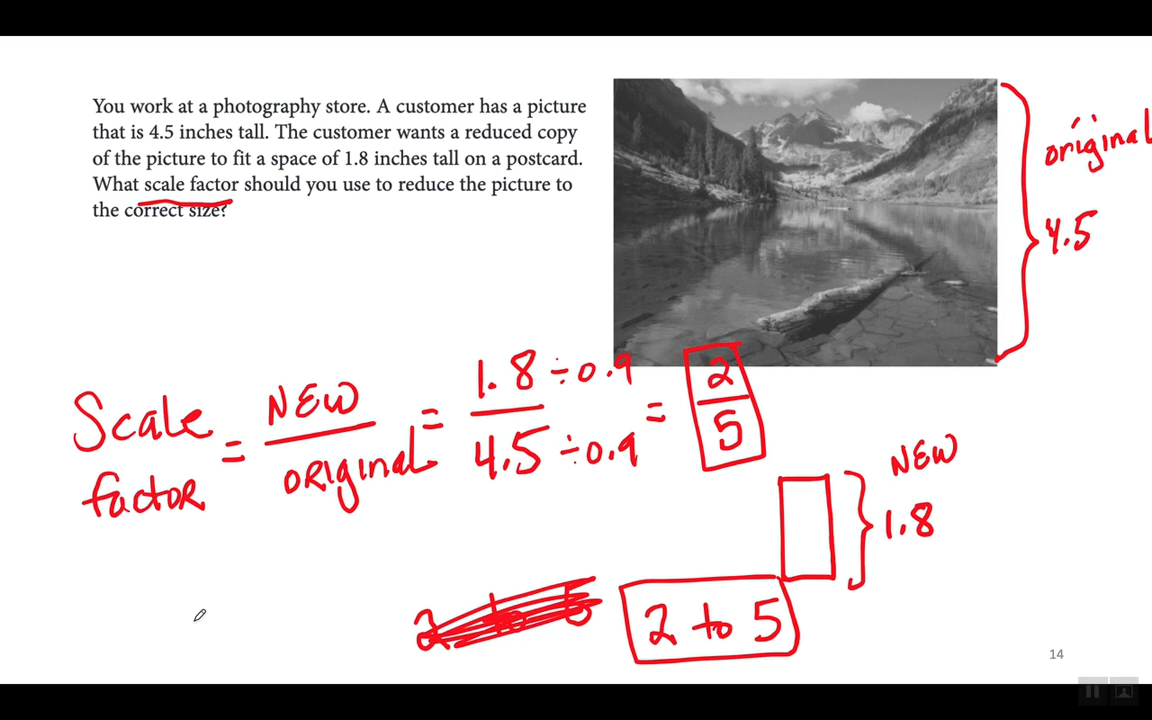 You work at a photography store. A customer has a picture
that is 4.5 inches tall. The customer wants a reduced copy
of the picture to fit a space of 1.8 inches tall on a postcard.
What scale factor should you use to reduce the picture to
the correct size?
original
4.5
Scale factor = NEW / ORIGINAL = 1.8 ÷ 0.9 / 4.5 ÷ 0.9 = 2 / 5
NEW
1.8
2 to 5
2 to 5
14